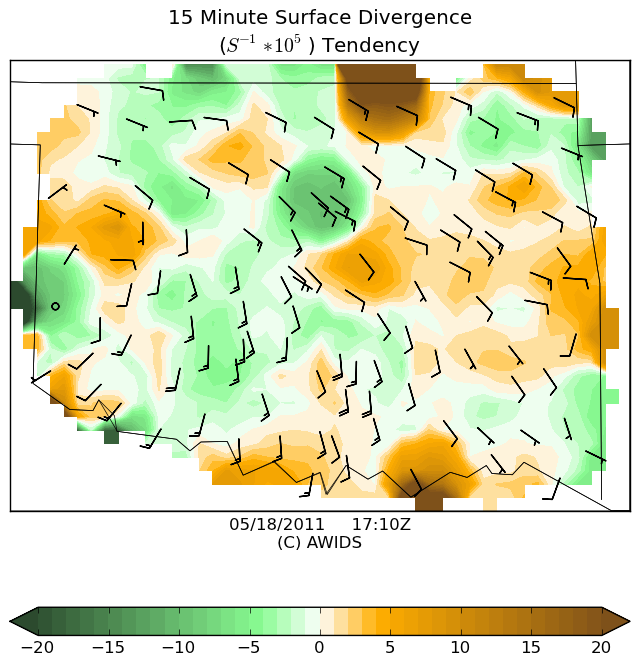 15 Minute Surface Divergence
(S⁻¹ *10⁵ ) Tendency
05/18/2011 17:10Z
(C) AWIDS
−20 −15 −10 −5 0 5 10 15 20